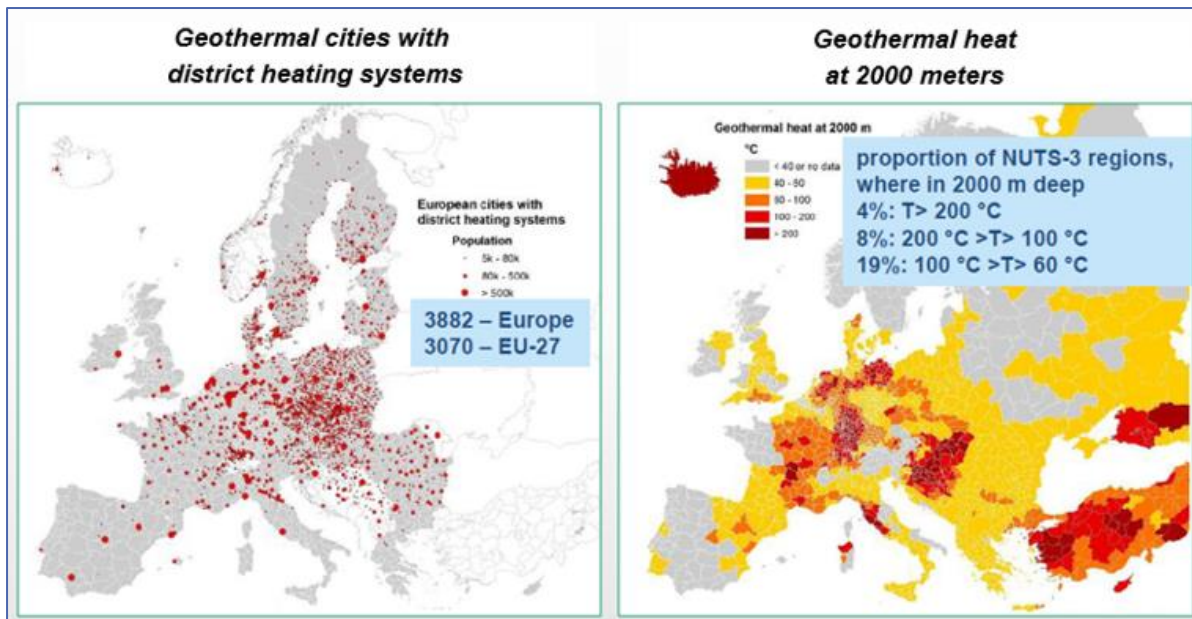 Geothermal cities with
district heating systems
European cities with
district heating systems
Population
5k - 80k
80k - 500k
> 500k
3882 – Europe
3070 – EU-27
Geothermal heat
at 2000 meters
Geothermal heat at 2000 m
°C
< 40 or no data
40 - 50
100 - 200
> 200
proportion of NUTS-3 regions,
where in 2000 m deep
4%: T> 200 °C
8%: 200 °C >T> 100 °C
19%: 100 °C >T> 60 °C